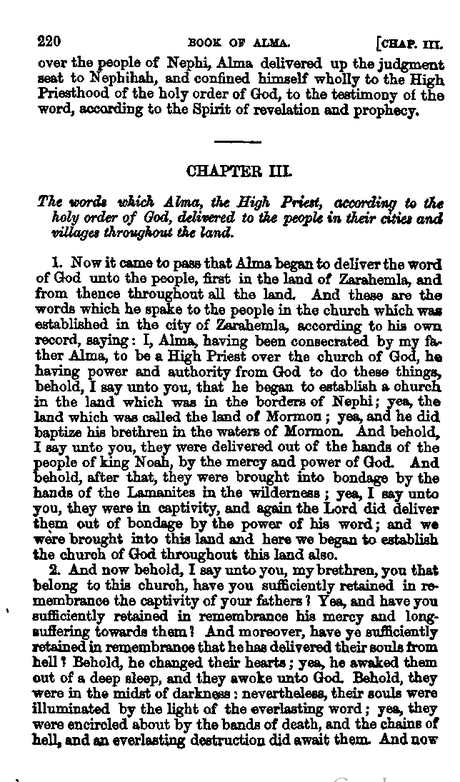 220 BOOK OF ALMA. [CHAP. III.
over the people of Nephi, Alma delivered up the judgment
seat to Nephihah, and confined himself wholly to the High
Priesthood of the holy order of God, to the testimony of the
word, according to the Spirit of revelation and prophecy.
CHAPTER III.
The words which Alma, the High Priest, according to the
holy order of God, delivered to the people in their cities and
villages throughout the land.
1. Now it came to pass that Alma began to deliver the word
of God unto the people, first in the land of Zarahemla, and
from thence throughout all the land. And these are the
words which he spake to the people in the church which was
established in the city of Zarahemla, according to his own
record, saying: I, Alma, having been consecrated by my fa-
ther Alma, to be a High Priest over the church of God, he
having power and authority from God to do these things,
behold, I say unto you, that he began to establish a church
in the land which was in the borders of Nephi; yea, the
land which was called the land of Mormon; yea, and he did
baptize his brethren in the waters of Mormon. And behold,
I say unto you, they were delivered out of the hands of the
people of king Noah, by the mercy and power of God. And
behold, after that, they were brought into bondage by the
hands of the Lamanites in the wilderness; yea, I say unto
you, they were in captivity, and again the Lord did deliver
them out of bondage by the power of his word; and we
were brought into this land and here we began to establish
the church of God throughout this land also.
2. And now behold, I say unto you, my brethren, you that
belong to this church, have you sufficiently retained in re-
membrance the captivity of your fathers? Yea, and have you
sufficiently retained in remembrance his mercy and long-
suffering towards them? And moreover, have ye sufficiently
retained in remembrance that he has delivered their souls from
hell? Behold, he changed their hearts; yea, he awaked them
out of a deep sleep, and they awoke unto God. Behold, they
were in the midst of darkness: nevertheless, their souls were
illuminated by the light of the everlasting word; yea, they
were encircled about by the bands of death, and the chains of
hell, and an everlasting destruction did await them. And now